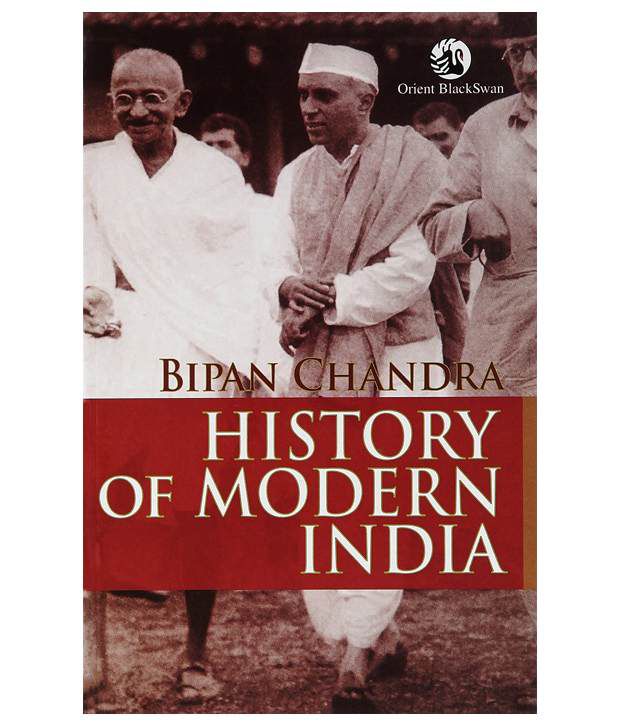 Orient BlackSwan
BIPAN CHANDRA
HISTORY
OF MODERN
INDIA